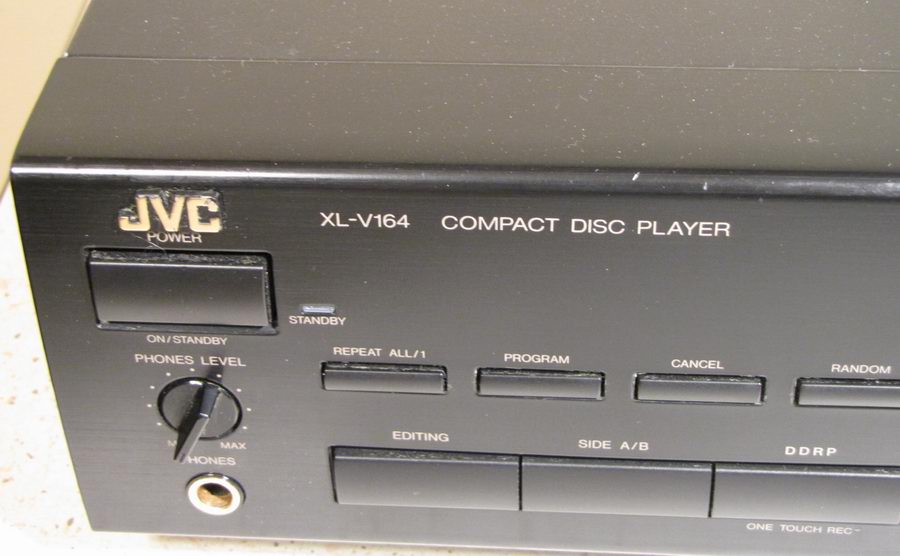 JVC
POWER
XL-V164 COMPACT DISC PLAYER
STANDBY
ON/STANDBY
PHONES LEVEL
REPEAT ALL/1
PROGRAM
CANCEL
RANDOM
MAX
EDITING
SIDE A/B
DDRP
HONES
ONE TOUCH REC